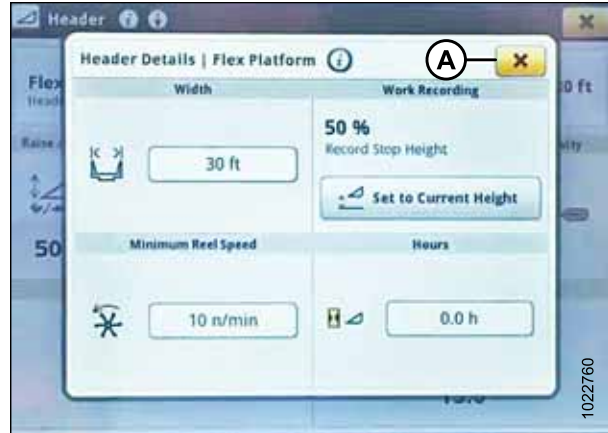 Header
Header Details | Flex Platform
A
Flex
0 ft
Width
Work Recording
50 %
Record Stop Height
30 ft
Set to Current Height
50
Minimum Reel Speed
Hours
10 n/min
0.0 h
1022760